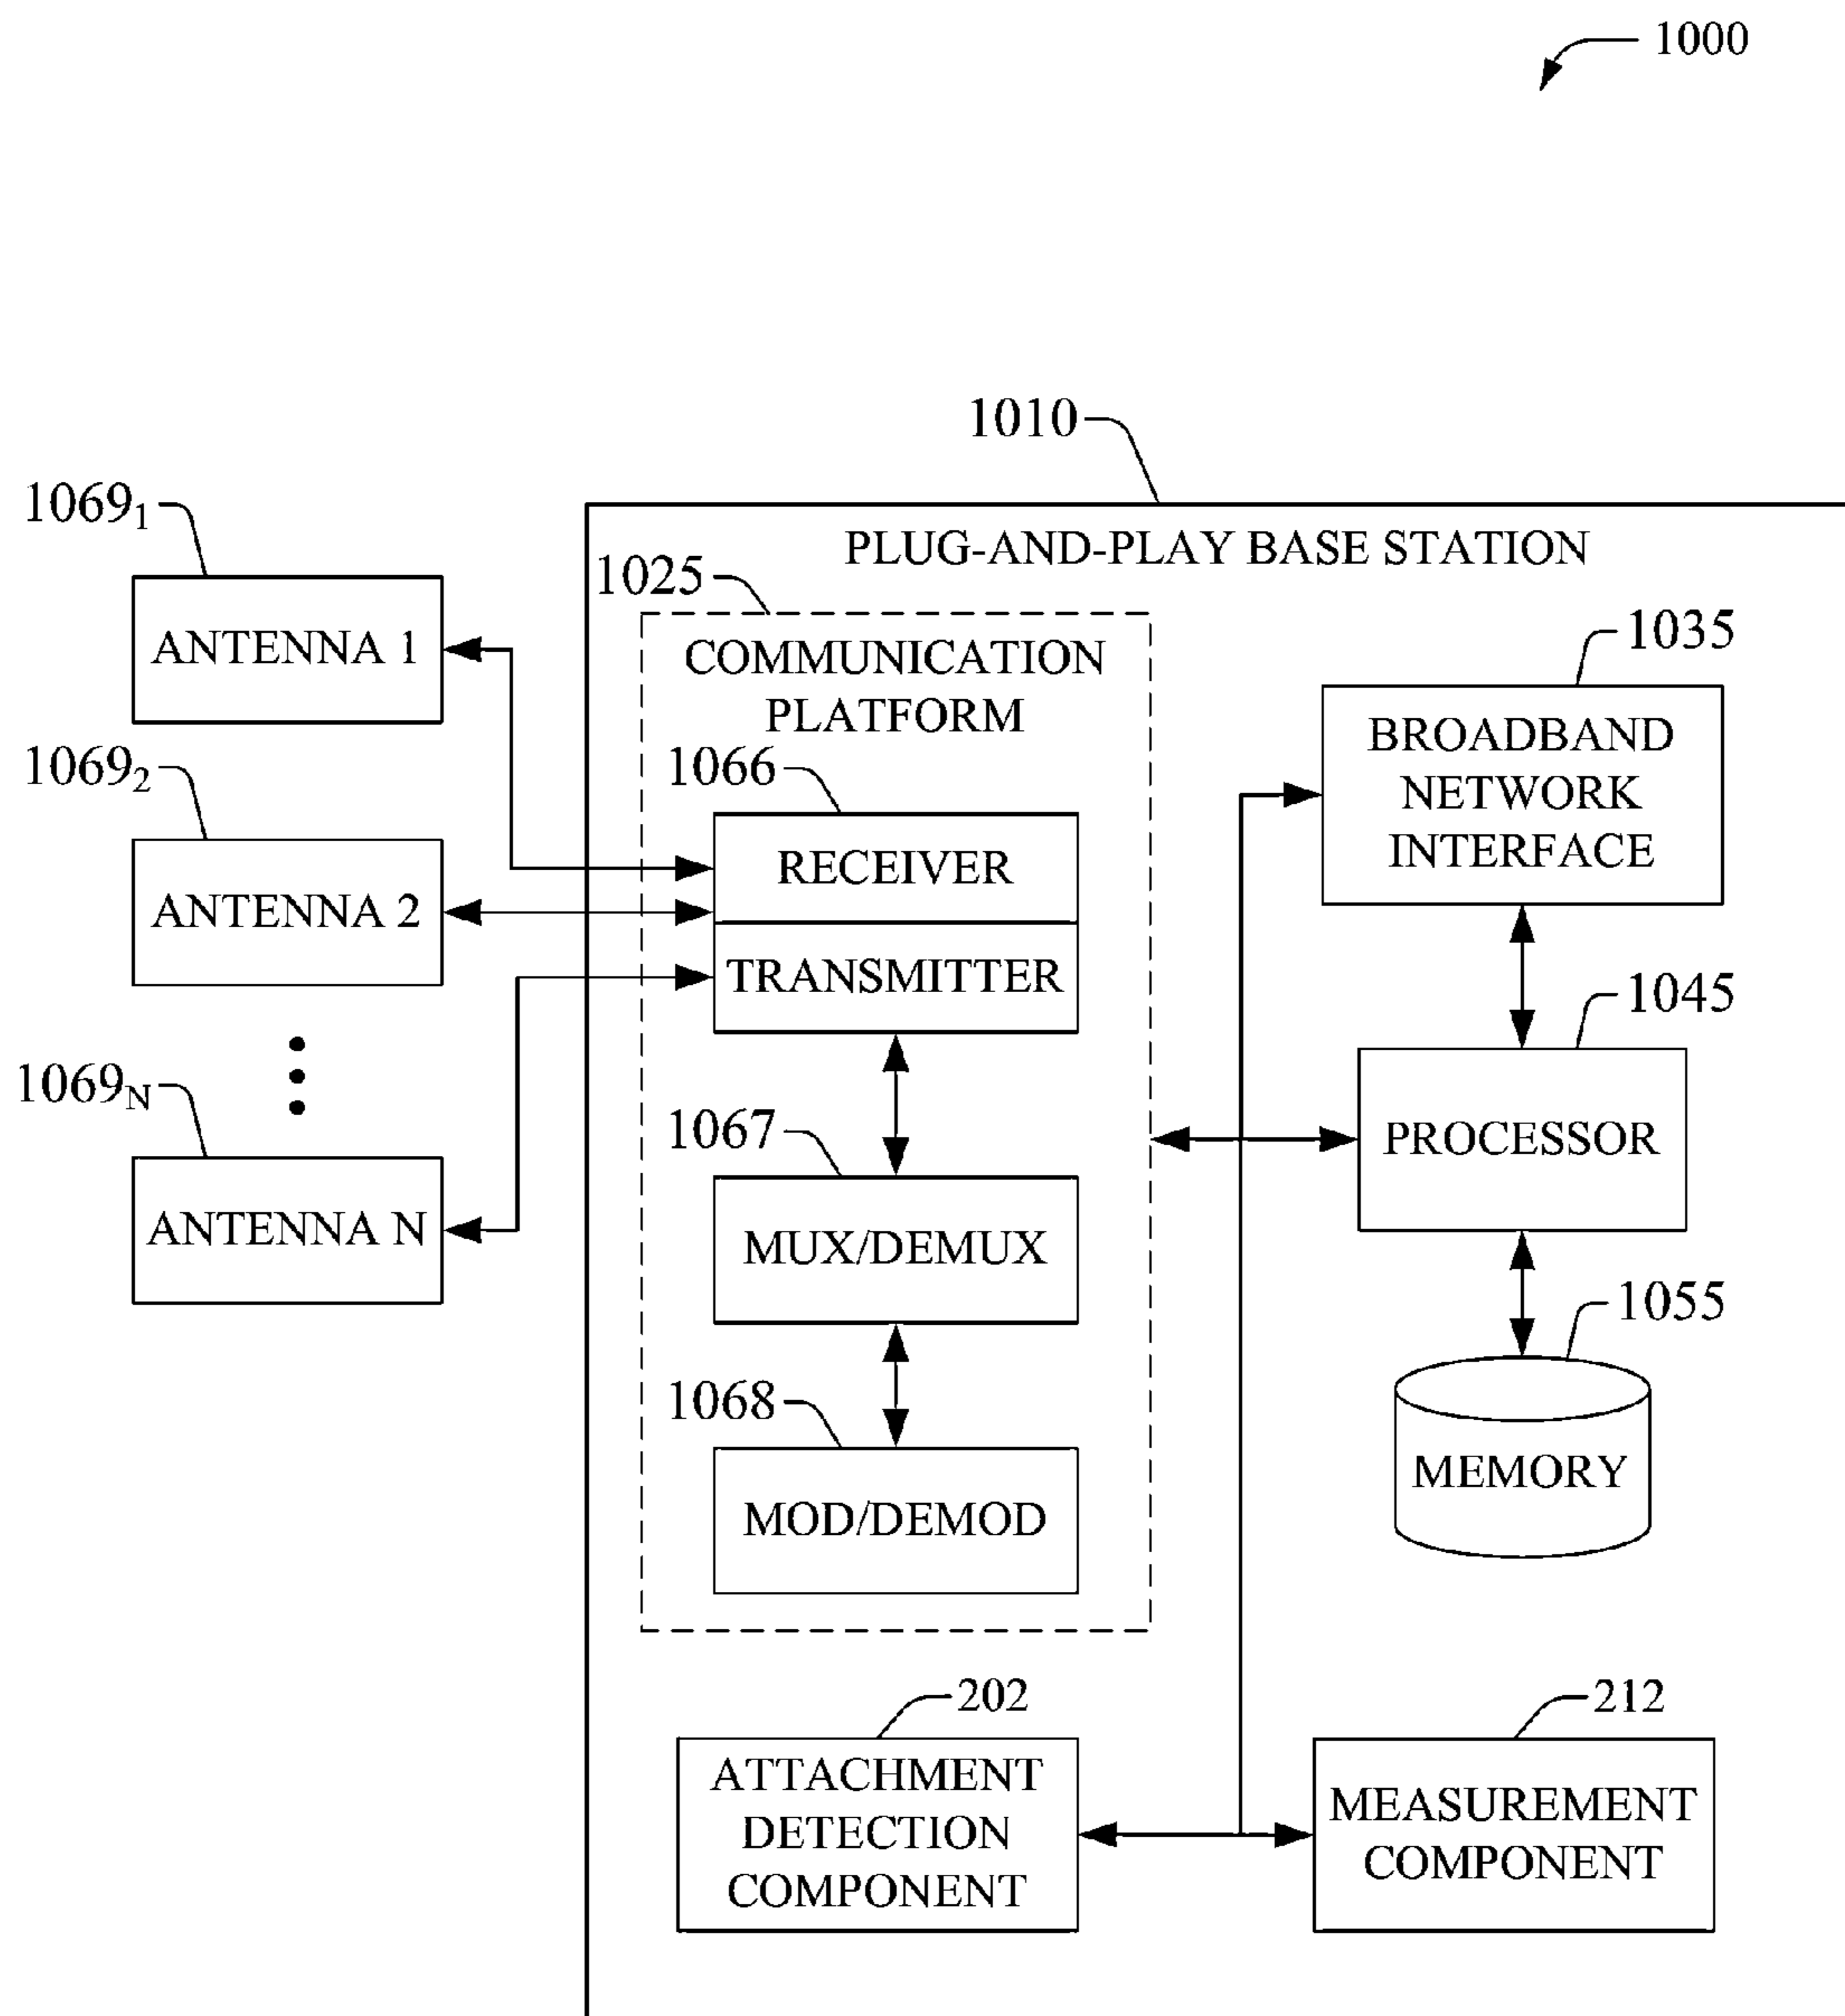 1000
1010
PLUG-AND-PLAY BASE STATION
1069₁
ANTENNA 1
1069₂
ANTENNA 2
1069N
ANTENNA N
1025
COMMUNICATION
PLATFORM
1066
RECEIVER
TRANSMITTER
1067
MUX/DEMUX
1068
MOD/DEMOD
1035
BROADBAND
NETWORK
INTERFACE
1045
PROCESSOR
1055
MEMORY
202
ATTACHMENT
DETECTION
COMPONENT
212
MEASUREMENT
COMPONENT